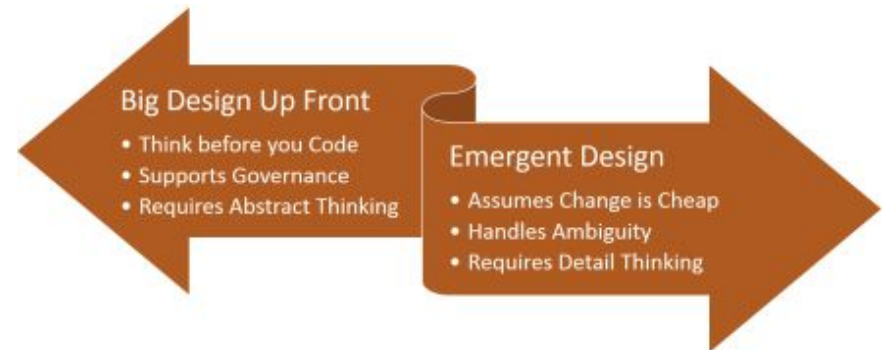 Big Design Up Front
• Think before you Code
• Supports Governance
• Requires Abstract Thinking
Emergent Design
• Assumes Change is Cheap
• Handles Ambiguity
• Requires Detail Thinking